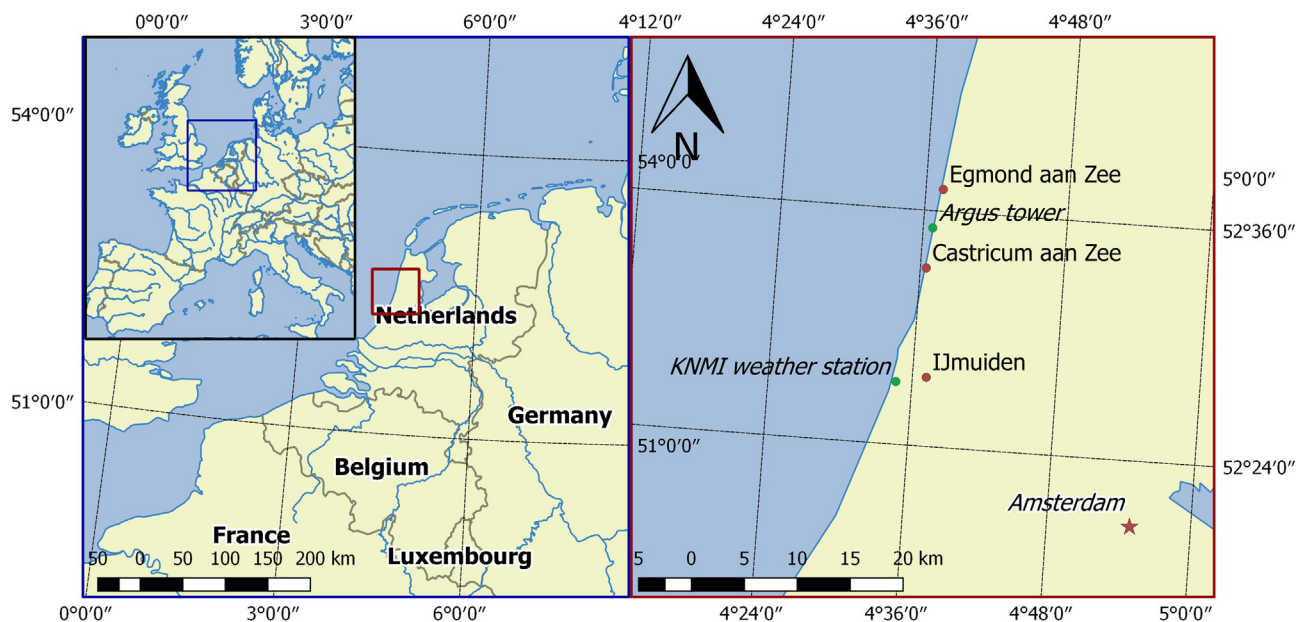 0°0′0″ 3°0′0″ 6°0′0″ 4°12′0″ 4°24′0″ 4°36′0″ 4°48′0″
54°0′0″
N
54°0′0″
Egmond aan Zee
5°0′0″
Argus tower
52°36′0″
Castricum aan Zee
Netherlands
KNMI weather station
IJmuiden
51°0′0″
Germany
51°0′0″
Belgium
52°24′0″
Amsterdam
France
Luxembourg
50 0 50 100 150 200 km
5 0 5 10 15 20 km
0°0′0″ 3°0′0″ 6°0′0″ 4°24′0″ 4°36′0″ 4°48′0″ 5°0′0″